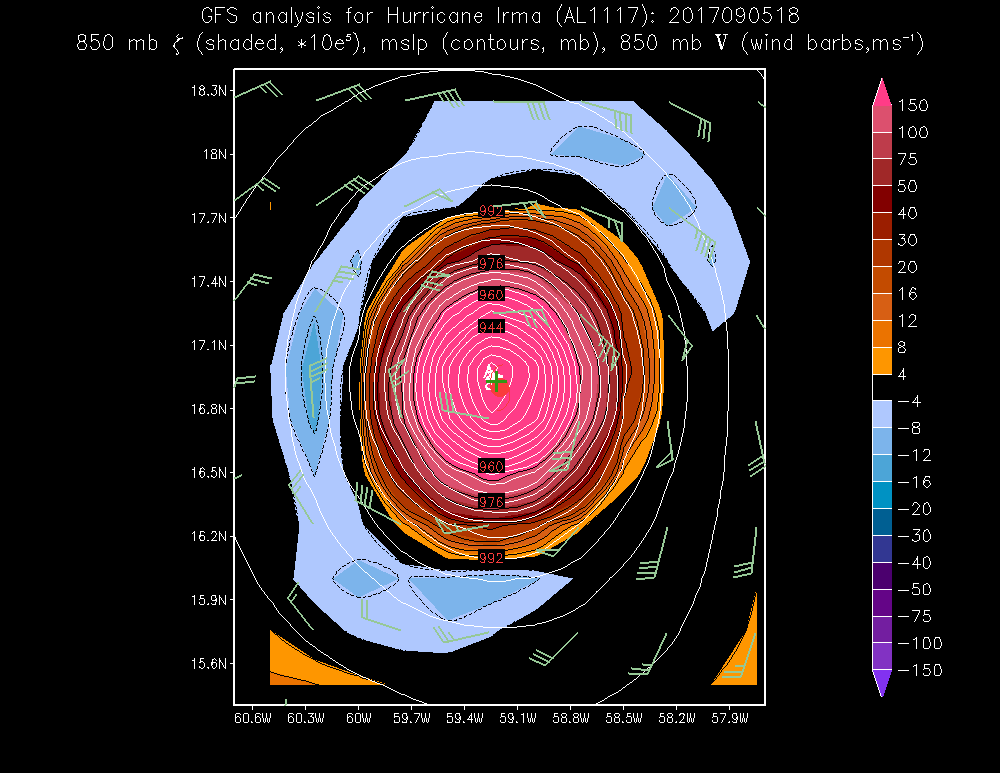 GFS analysis for Hurricane Irma (AL1117): 2017090518
850 mb ζ (shaded, *10e⁵), mslp (contours, mb), 850 mb V (wind barbs,ms⁻¹)
18.3N
18N
17.7N
17.4N
17.1N
16.8N
16.5N
16.2N
15.9N
15.6N
992
976
960
944
960
976
992
60.6W 60.3W 60W 59.7W 59.4W 59.1W 58.8W 58.5W 58.2W 57.9W
150
100
75
50
40
30
20
16
12
8
4
−4
−8
−12
−16
−20
−30
−40
−50
−75
−100
−150